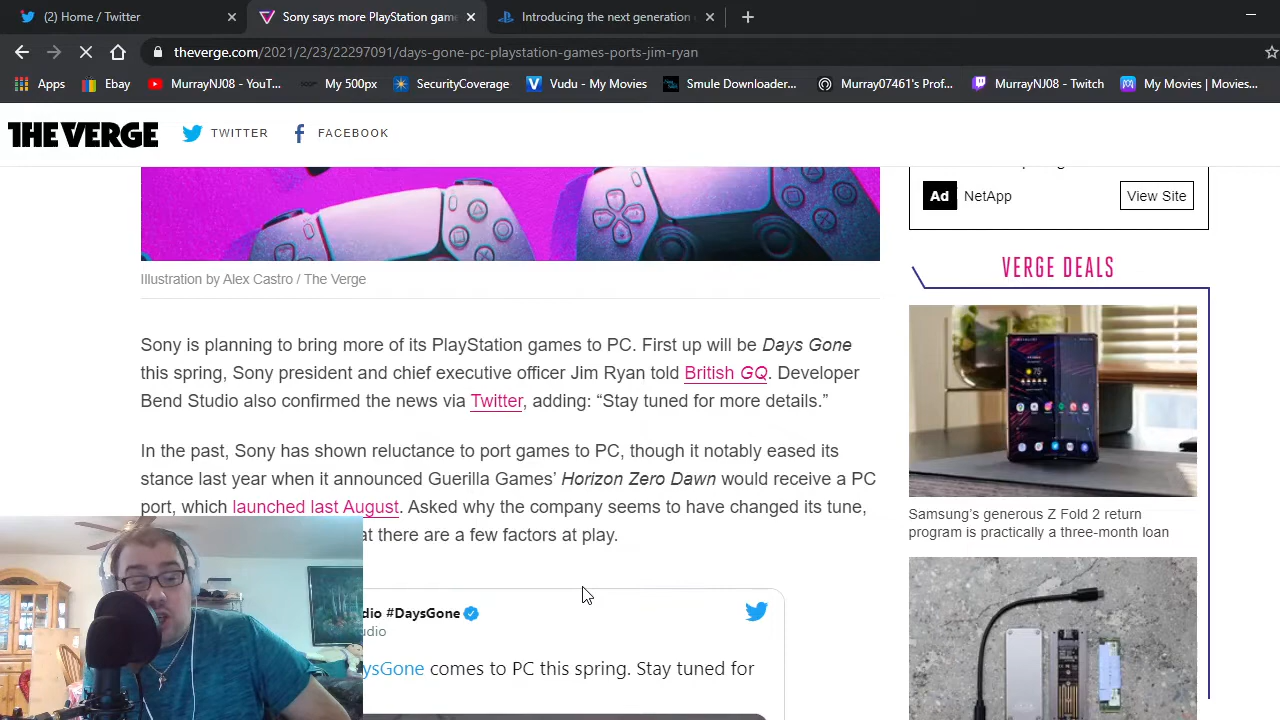 (2) Home / Twitter
Sony says more PlayStation gam
Introducing the next generation
theverge.com/2021/2/23/22297091/days-gone-pc-playstation-games-ports-jim-ryan
Apps
Ebay
MurrayNJ08 - YouT...
My 500px
SecurityCoverage
Vudu - My Movies
Smule Downloader...
Murray07461's Prof...
MurrayNJ08 - Twitch
My Movies | Movies...
THE VERGE
TWITTER
FACEBOOK
Illustration by Alex Castro / The Verge
Sony is planning to bring more of its PlayStation games to PC. First up will be Days Gone
this spring, Sony president and chief executive officer Jim Ryan told British GQ. Developer
Bend Studio also confirmed the news via Twitter, adding: “Stay tuned for more details.”
In the past, Sony has shown reluctance to port games to PC, though it notably eased its
stance last year when it announced Guerilla Games’ Horizon Zero Dawn would receive a PC
port, which launched last August. Asked why the company seems to have changed its tune,
at there are a few factors at play.
dio #DaysGone
udio
aysGone comes to PC this spring. Stay tuned for
Ad
NetApp
View Site
VERGE DEALS
Samsung’s generous Z Fold 2 return
program is practically a three-month loan